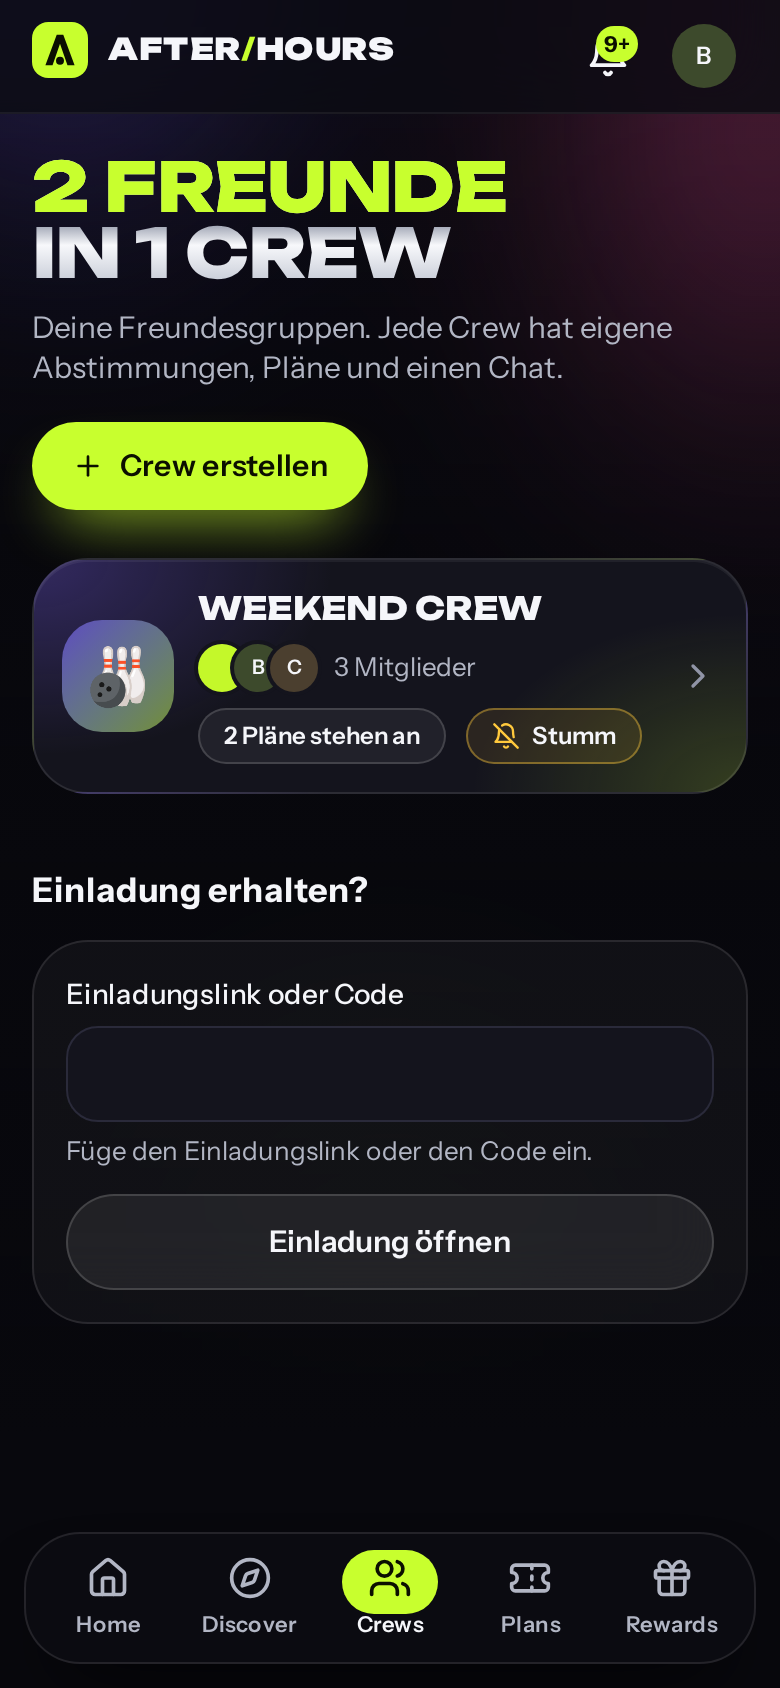 AFTER/HOURS
9+
B
2 FREUNDE
IN 1 CREW
Deine Freundesgruppen. Jede Crew hat eigene
Abstimmungen, Pläne und einen Chat.
+ Crew erstellen
WEEKEND CREW
B C 3 Mitglieder
2 Pläne stehen an Stumm
Einladung erhalten?
Einladungslink oder Code
Füge den Einladungslink oder den Code ein.
Einladung öffnen
Home Discover Crews Plans Rewards